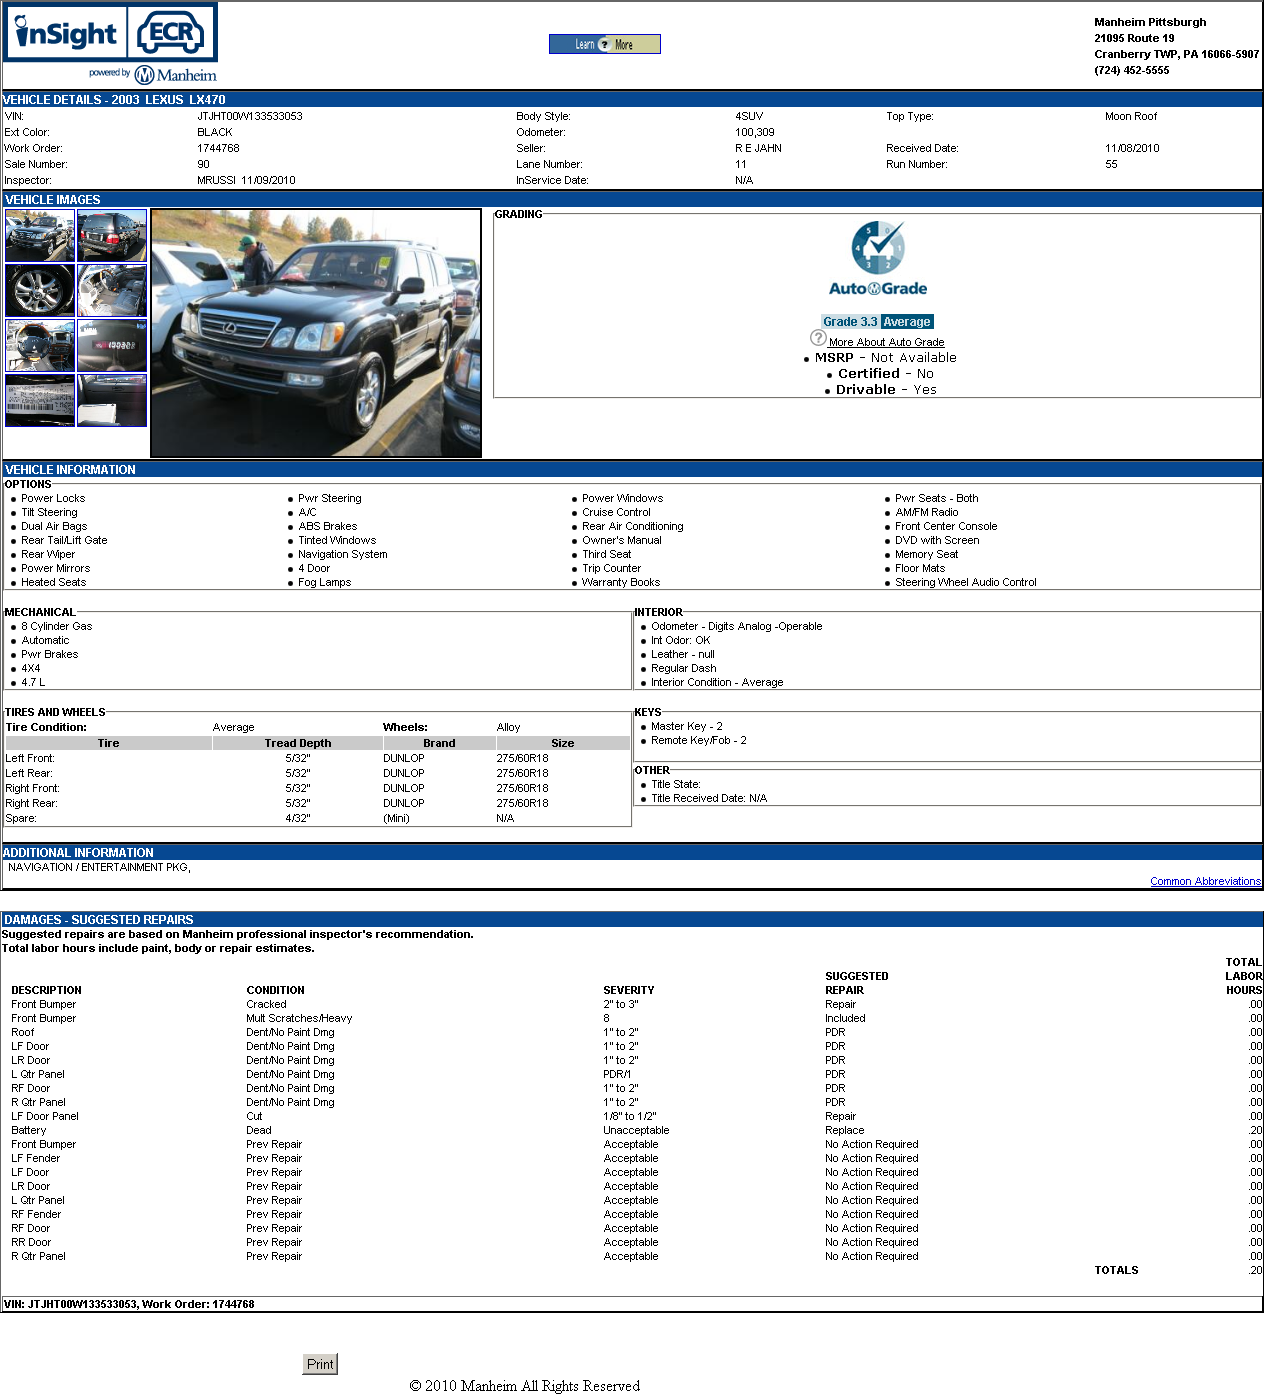 inSight ECR
powered by Manheim
Learn ? More
Manheim Pittsburgh
21095 Route 19
Cranberry TWP, PA 16066-5907
(724) 452-5555
VEHICLE DETAILS - 2003 LEXUS LX470
VIN: JTJHT00W133533053 Body Style: 4SUV Top Type: Moon Roof
Ext Color: BLACK Odometer: 100,309
Work Order: 1744768 Seller: R E JAHN Received Date: 11/08/2010
Sale Number: 90 Lane Number: 11 Run Number: 55
Inspector: MRUSSI 11/09/2010 InService Date: N/A
VEHICLE IMAGES
GRADING
5 4 3 2 1
AutoGrade
Grade 3.3 Average
? More About Auto Grade
• MSRP - Not Available
• Certified - No
• Drivable - Yes
VEHICLE INFORMATION
OPTIONS
• Power Locks • Pwr Steering • Power Windows • Pwr Seats - Both
• Tilt Steering • A/C • Cruise Control • AM/FM Radio
• Dual Air Bags • ABS Brakes • Rear Air Conditioning • Front Center Console
• Rear Tail/Lift Gate • Tinted Windows • Owner's Manual • DVD with Screen
• Rear Wiper • Navigation System • Third Seat • Memory Seat
• Power Mirrors • 4 Door • Trip Counter • Floor Mats
• Heated Seats • Fog Lamps • Warranty Books • Steering Wheel Audio Control
MECHANICAL
• 8 Cylinder Gas
• Automatic
• Pwr Brakes
• 4X4
• 4.7 L
INTERIOR
• Odometer - Digits Analog -Operable
• Int Odor: OK
• Leather - null
• Regular Dash
• Interior Condition - Average
TIRES AND WHEELS
Tire Condition: Average Wheels: Alloy
Tire Tread Depth Brand Size
Left Front: 5/32" DUNLOP 275/60R18
Left Rear: 5/32" DUNLOP 275/60R18
Right Front: 5/32" DUNLOP 275/60R18
Right Rear: 5/32" DUNLOP 275/60R18
Spare: 4/32" (Mini) N/A
KEYS
• Master Key - 2
• Remote Key/Fob - 2
OTHER
• Title State:
• Title Received Date: N/A
ADDITIONAL INFORMATION
NAVIGATION / ENTERTAINMENT PKG,
Common Abbreviations
DAMAGES - SUGGESTED REPAIRS
Suggested repairs are based on Manheim professional inspector's recommendation.
Total labor hours include paint, body or repair estimates.
DESCRIPTION CONDITION SEVERITY SUGGESTED REPAIR TOTAL LABOR HOURS
Front Bumper Cracked 2" to 3" Repair .00
Front Bumper Mult Scratches/Heavy 8 Included .00
Roof Dent/No Paint Dmg 1" to 2" PDR .00
LF Door Dent/No Paint Dmg 1" to 2" PDR .00
LR Door Dent/No Paint Dmg 1" to 2" PDR .00
L Qtr Panel Dent/No Paint Dmg PDR/1 PDR .00
RF Door Dent/No Paint Dmg 1" to 2" PDR .00
R Qtr Panel Dent/No Paint Dmg 1" to 2" PDR .00
LF Door Panel Cut 1/8" to 1/2" Repair .00
Battery Dead Unacceptable Replace .20
Front Bumper Prev Repair Acceptable No Action Required .00
LF Fender Prev Repair Acceptable No Action Required .00
LF Door Prev Repair Acceptable No Action Required .00
LR Door Prev Repair Acceptable No Action Required .00
L Qtr Panel Prev Repair Acceptable No Action Required .00
RF Fender Prev Repair Acceptable No Action Required .00
RF Door Prev Repair Acceptable No Action Required .00
RR Door Prev Repair Acceptable No Action Required .00
R Qtr Panel Prev Repair Acceptable No Action Required .00
TOTALS .20
VIN: JTJHT00W133533053, Work Order: 1744768
Print
© 2010 Manheim All Rights Reserved